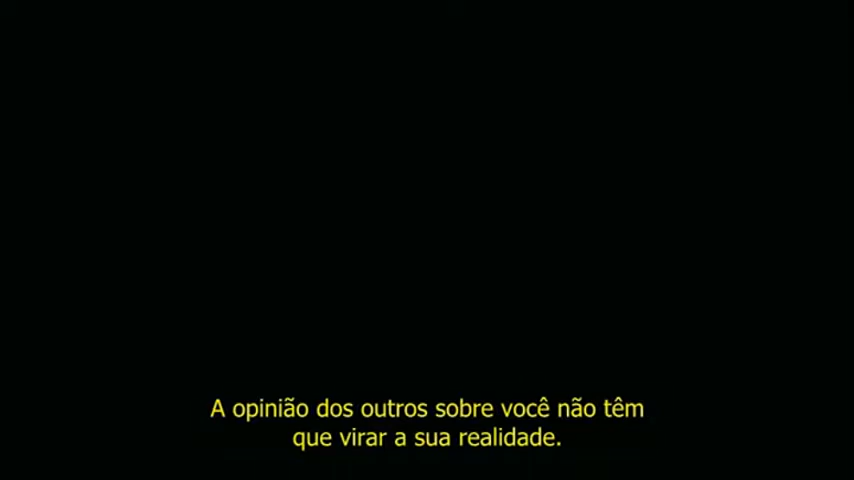 A opinião dos outros sobre você não têm
que virar a sua realidade.